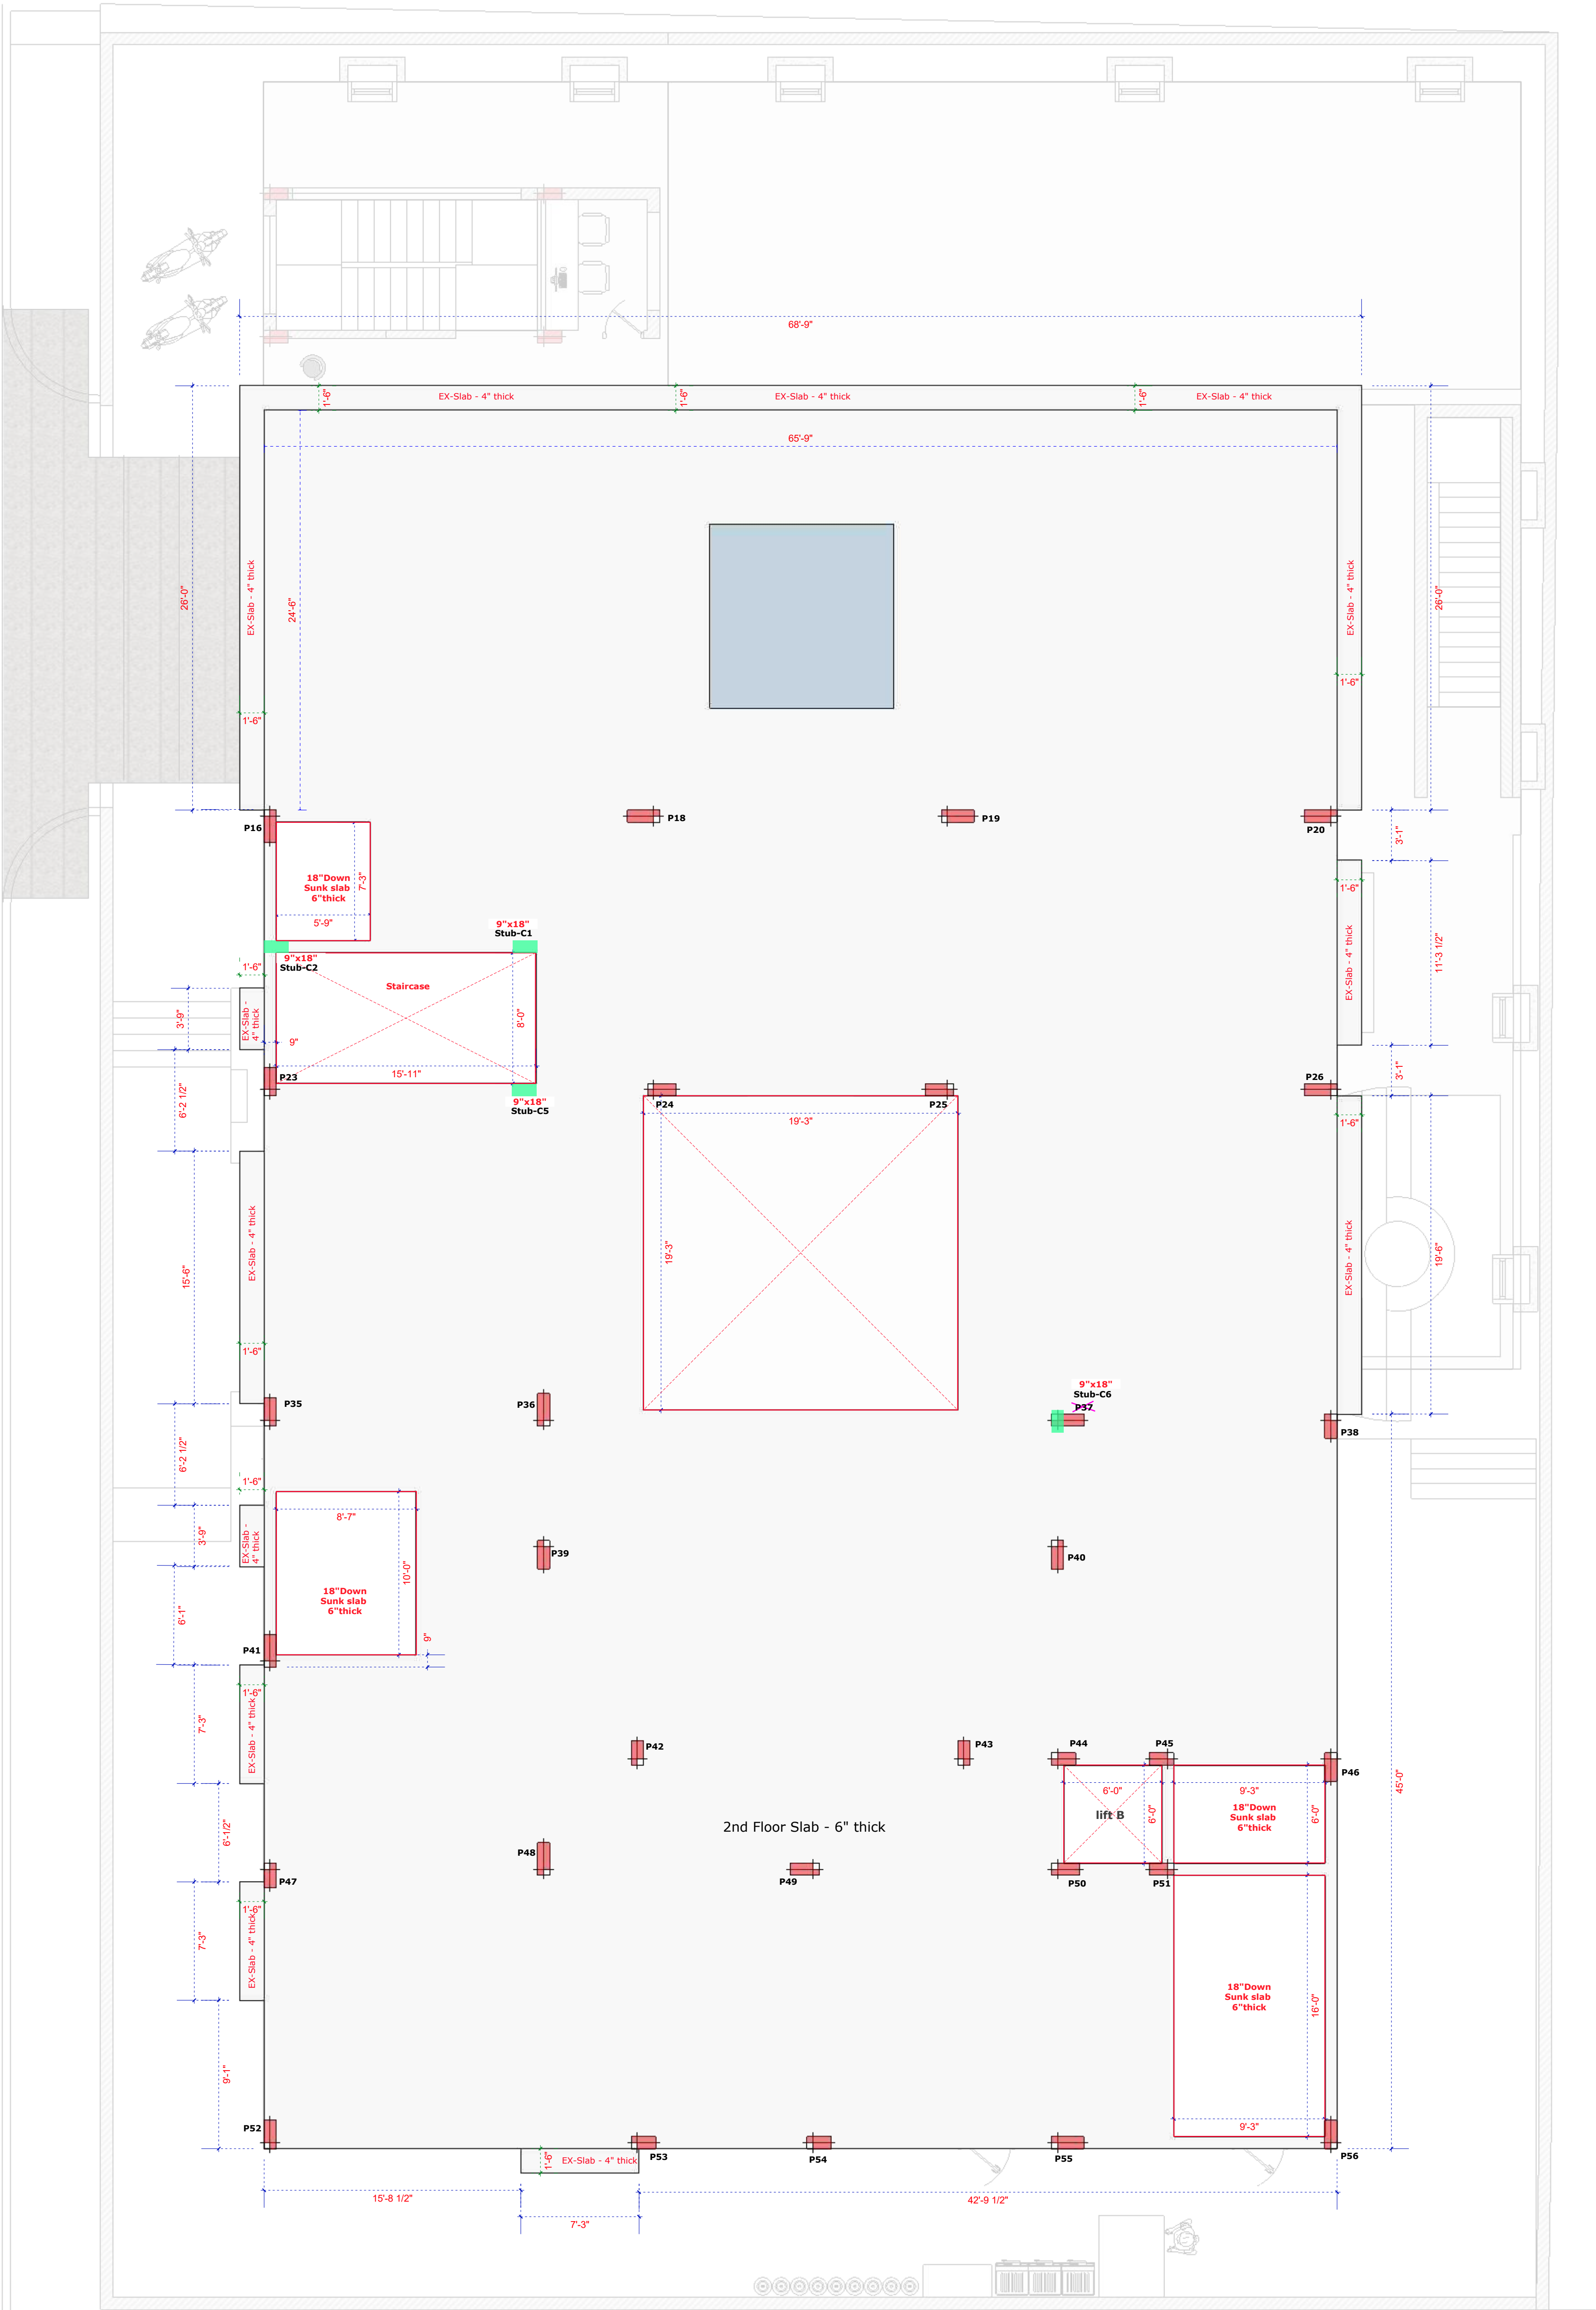 68'-9"
1'-6"
EX-Slab - 4" thick
1'-6"
EX-Slab - 4" thick
1'-6"
EX-Slab - 4" thick
65'-9"
26'-0"
EX-Slab - 4" thick
24'-6"
EX-Slab - 4" thick
26'-0"
1'-6"
1'-6"
P16
P18
P19
P20
3'-1"
18"Down
Sunk slab
6"thick
7'-3"
5'-9"
1'-6"
9"x18"
Stub-C1
9"x18"
Stub-C2
1'-6"
Staircase
EX-Slab - 4" thick
11'-3 1/2"
3'-9"
EX-Slab -
4" thick
8'-0"
9"
15'-11"
P23
9"x18"
Stub-C5
P24
P25
P26
3'-1"
6'-2 1/2"
19'-3"
1'-6"
15'-6"
EX-Slab - 4" thick
19'-3"
EX-Slab - 4" thick
19'-6"
1'-6"
9"x18"
Stub-C6
P37
P35
P36
P38
6'-2 1/2"
1'-6"
8'-7"
3'-9"
EX-Slab -
4" thick
P39
P40
10'-0"
18"Down
Sunk slab
6"thick
6'-1"
9"
P41
1'-6"
7'-3"
EX-Slab - 4" thick
P42
P43
P44
P45
P46
45'-0"
6'-0"
9'-3"
lift B
6'-0"
18"Down
Sunk slab
6"thick
6'-0"
2nd Floor Slab - 6" thick
6'-1/2"
P48
P47
P49
P50
P51
1'-6"
7'-3"
EX-Slab - 4" thick
18"Down
Sunk slab
6"thick
16'-0"
9'-1"
9'-3"
P52
P53
P54
P55
P56
1'-6"
EX-Slab - 4" thick
15'-8 1/2"
42'-9 1/2"
7'-3"